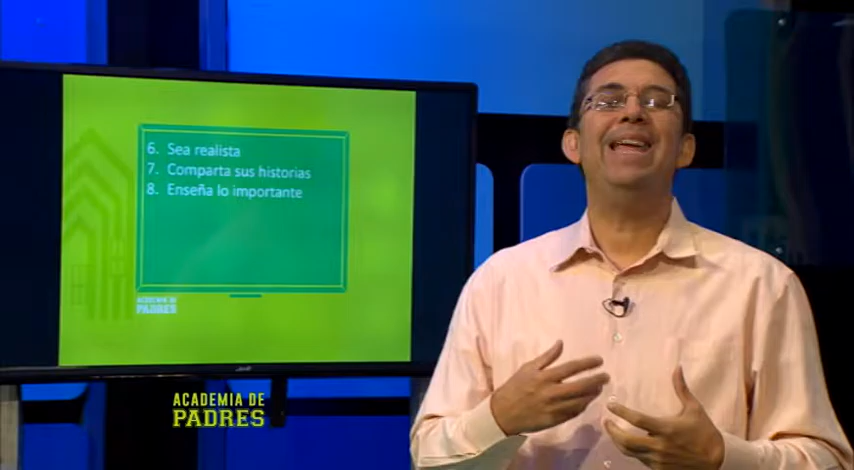 6. Sea realista
7. Comparta sus historias
8. Enseña lo importante
ACADEMIA DE
PADRES
ACADEMIA DE
PADRES